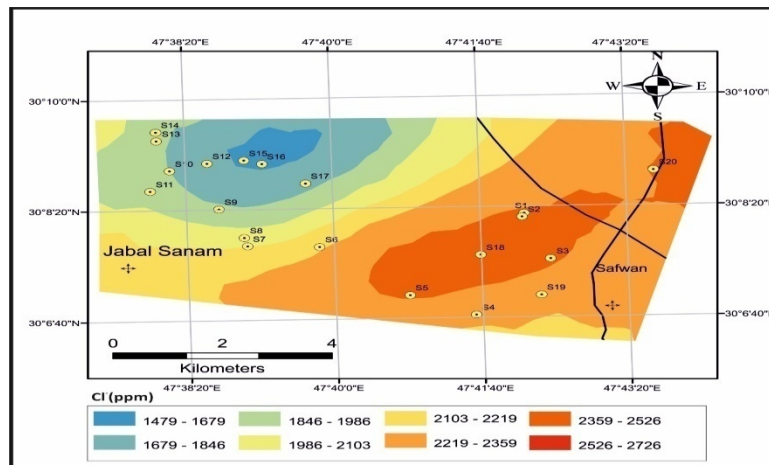 47°38'20"E 47°40'0"E 47°41'40"E 47°43'20"E
N
W E
S
30°10'0"N 30°10'0"N
S14
S13
S15
S12 S16
S10
S20
S17
S11
S9
30°8'20"N 30°8'20"N
S1
S2
S8
S7 S6
Jabal Sanam
S18 S3
Safwan
S5 S19
S4
30°6'40"N 30°6'40"N
0 2 4
Kilometers
47°38'20"E 47°40'0"E 47°41'40"E 47°43'20"E
Cl⁻(ppm)
1479 - 1679 1846 - 1986 2103 - 2219 2359 - 2526
1679 - 1846 1986 - 2103 2219 - 2359 2526 - 2726